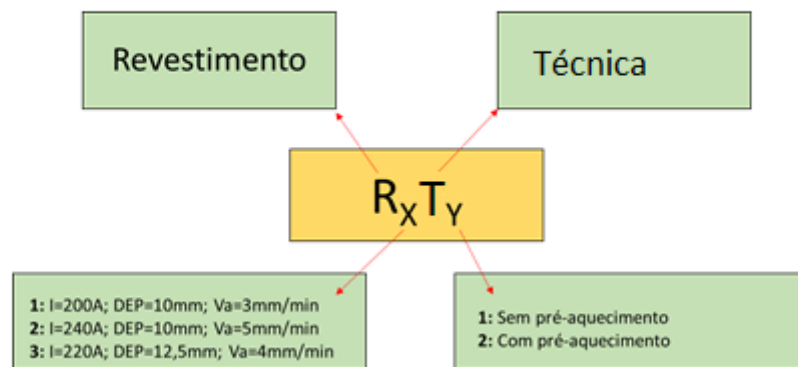 Revestimento
Técnica
RXTY
1: I=200A; DEP=10mm; Va=3mm/min
2: I=240A; DEP=10mm; Va=5mm/min
3: I=220A; DEP=12,5mm; Va=4mm/min
1: Sem pré-aquecimento
2: Com pré-aquecimento